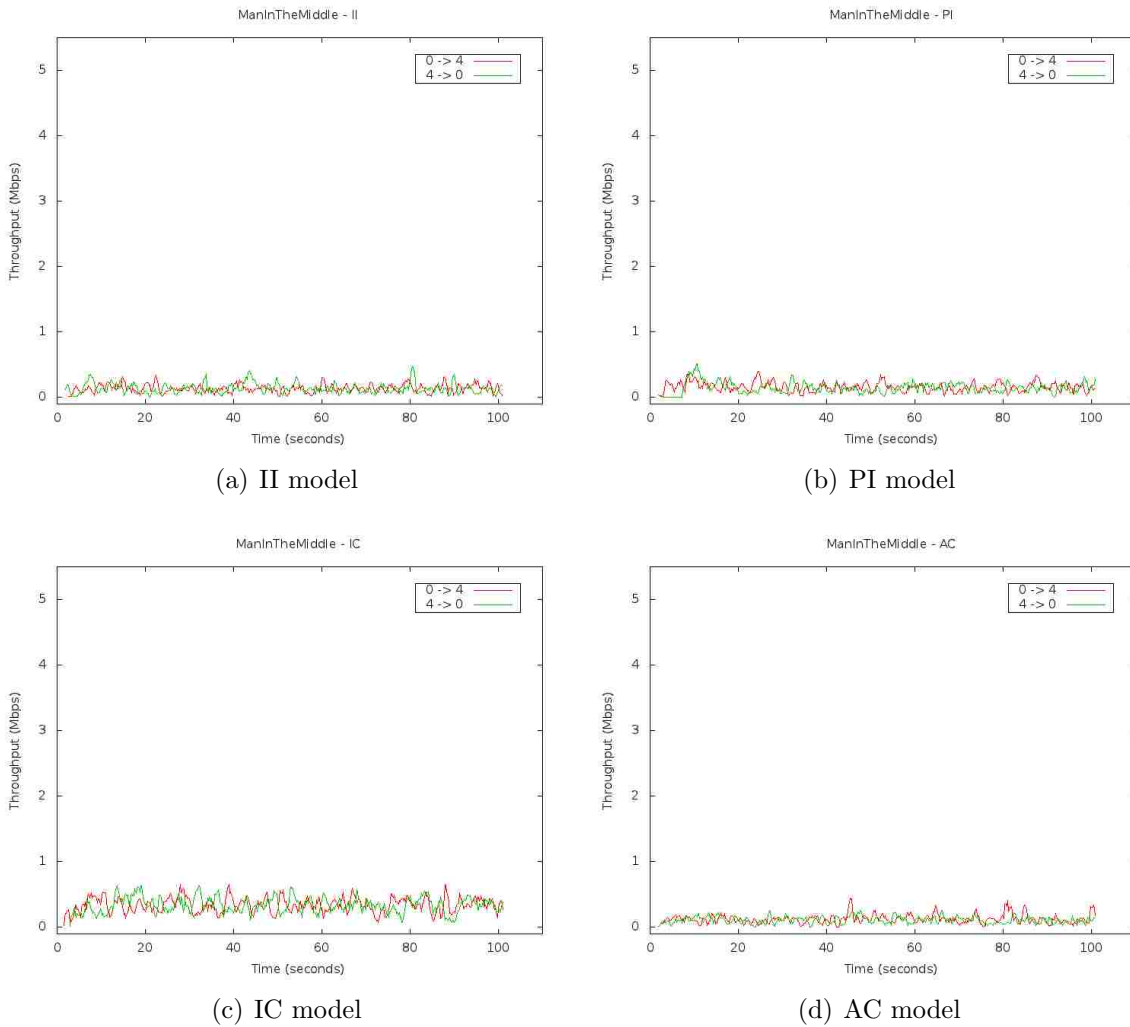 ManInTheMiddle - II
0 -> 4
4 -> 0
5
4
3
2
1
0
Throughput (Mbps)
0 20 40 60 80 100
Time (seconds)
(a) II model
ManInTheMiddle - PI
0 -> 4
4 -> 0
5
4
3
2
1
0
Throughput (Mbps)
0 20 40 60 80 100
Time (seconds)
(b) PI model
ManInTheMiddle - IC
0 -> 4
4 -> 0
5
4
3
2
1
0
Throughput (Mbps)
0 20 40 60 80 100
Time (seconds)
(c) IC model
ManInTheMiddle - AC
0 -> 4
4 -> 0
5
4
3
2
1
0
Throughput (Mbps)
0 20 40 60 80 100
Time (seconds)
(d) AC model